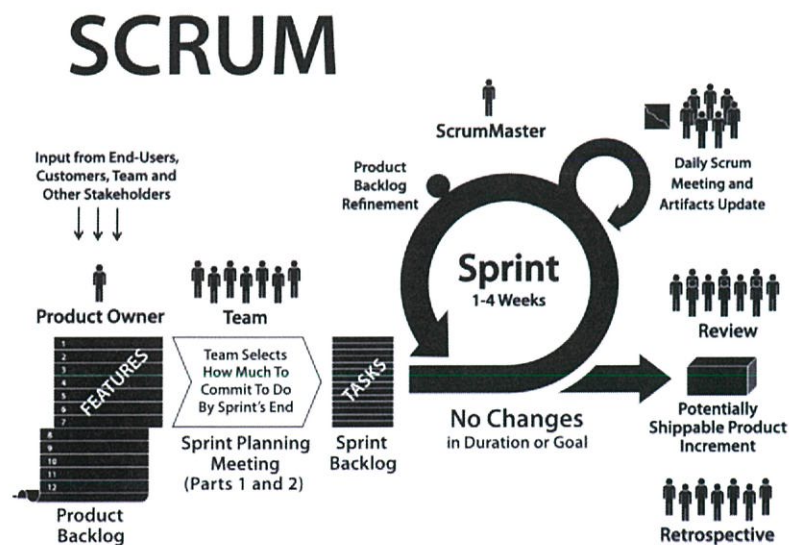 SCRUM
Input from End-Users,
Customers, Team and
Other Stakeholders
Product Owner
Team
1
2
3
4
5
6
7
FEATURES
8
9
10
11
12
Product
Backlog
Team Selects
How Much To
Commit To Do
By Sprint's End
Sprint Planning
Meeting
(Parts 1 and 2)
TASKS
Sprint
Backlog
ScrumMaster
Product
Backlog
Refinement
Sprint
1-4 Weeks
No Changes
in Duration or Goal
Daily Scrum
Meeting and
Artifacts Update
Review
Potentially
Shippable Product
Increment
Retrospective